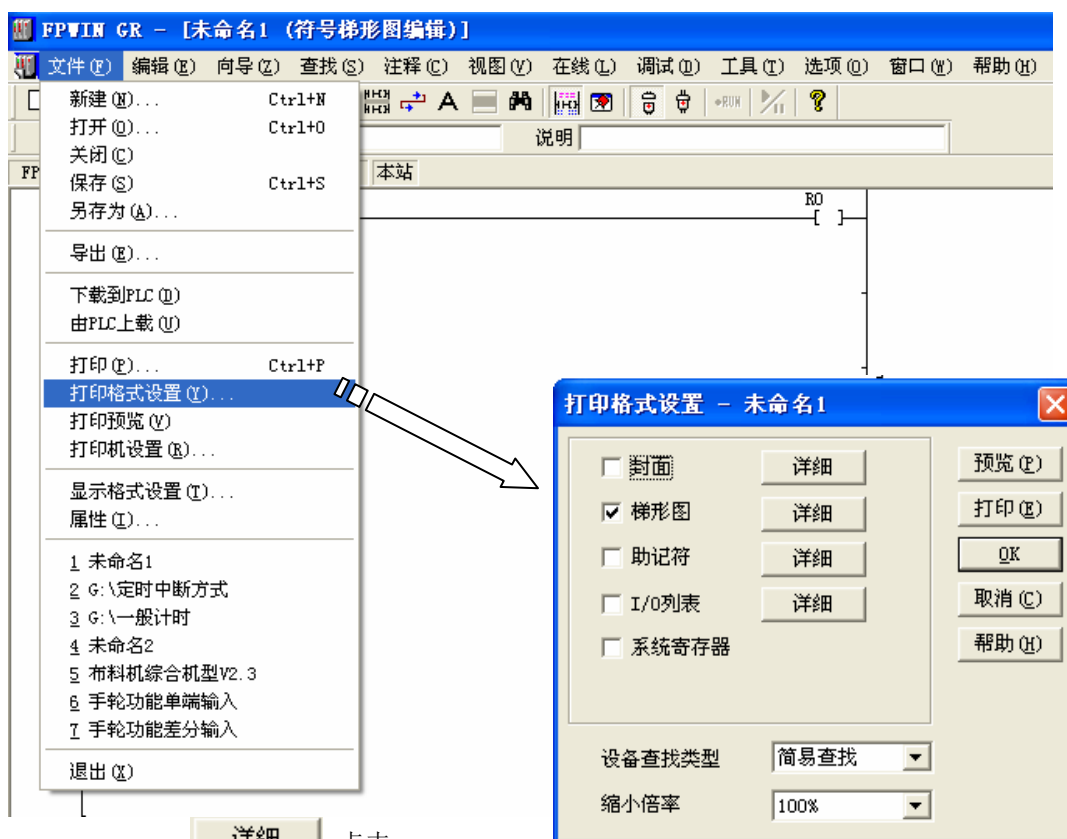 FPWIN GR - [未命名1 (符号梯形图编辑)]
文件(F) 编辑(E) 向导(Z) 查找(S) 注释(C) 视图(V) 在线(L) 调试(D) 工具(T) 选项(O) 窗口(W) 帮助(H)
A RUN
说明
FP 本站
新建(N)... Ctrl+N
打开(O)... Ctrl+O
关闭(C)
保存(S) Ctrl+S
另存为(A)...
导出(E)...
下载到PLC(D)
由PLC上载(U)
打印(P)... Ctrl+P
打印格式设置(Y)...
打印预览(V)
打印机设置(R)...
显示格式设置(T)...
属性(I)...
1 未命名1
2 G:\定时中断方式
3 G:\一般计时
4 未命名2
5 布料机综合机型V2.3
6 手轮功能单端输入
7 手轮功能差分输入
退出(X)
R0
[ ]
打印格式设置 - 未命名1
封面 详细 预览(P)
梯形图 详细 打印(E)
助记符 详细 OK
I/O列表 详细 取消(C)
系统寄存器 帮助(H)
设备查找类型 简易查找
缩小倍率 100%
详细